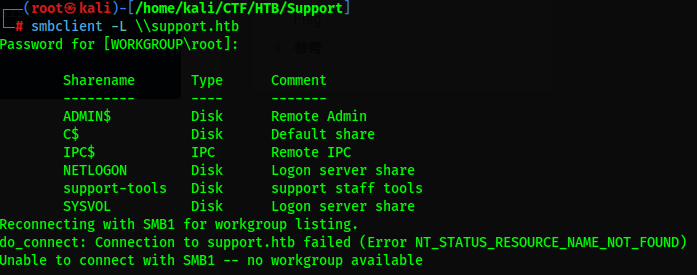 ┌──(root㉿kali)-[/home/kali/CTF/HTB/Support]
└─# smbclient -L \\support.htb
Password for [WORKGROUP\root]:
Sharename Type Comment
--------- ---- -------
ADMIN$ Disk Remote Admin
C$ Disk Default share
IPC$ IPC Remote IPC
NETLOGON Disk Logon server share
support-tools Disk support staff tools
SYSVOL Disk Logon server share
Reconnecting with SMB1 for workgroup listing.
do_connect: Connection to support.htb failed (Error NT_STATUS_RESOURCE_NAME_NOT_FOUND)
Unable to connect with SMB1 -- no workgroup available